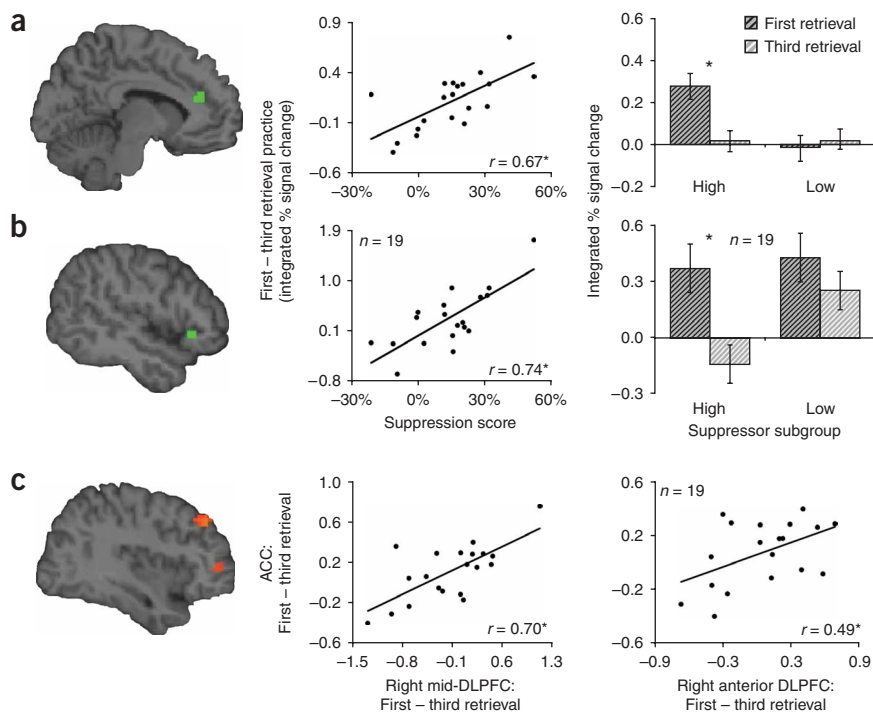 a
First – third retrieval practice
(integrated % signal change)
0.9
0.4
–0.1
–0.6
–30%
0%
30%
60%
r = 0.67*
Integrated % signal change
0.6
0.4
0.2
0.0
–0.2
First retrieval
Third retrieval
*
High
Low
b
1.9
1.0
0.1
–0.8
n = 19
r = 0.74*
–30%
0%
30%
60%
Suppression score
0.6
0.3
0.0
–0.3
*
n = 19
High
Low
Suppressor subgroup
c
ACC:
First – third retrieval
1.0
0.6
0.2
–0.2
–0.6
r = 0.70*
–1.5
–0.8
–0.1
0.6
1.3
Right mid-DLPFC:
First – third retrieval
n = 19
0.6
0.2
–0.2
–0.6
r = 0.49*
–0.9
–0.3
0.3
0.9
Right anterior DLPFC:
First – third retrieval